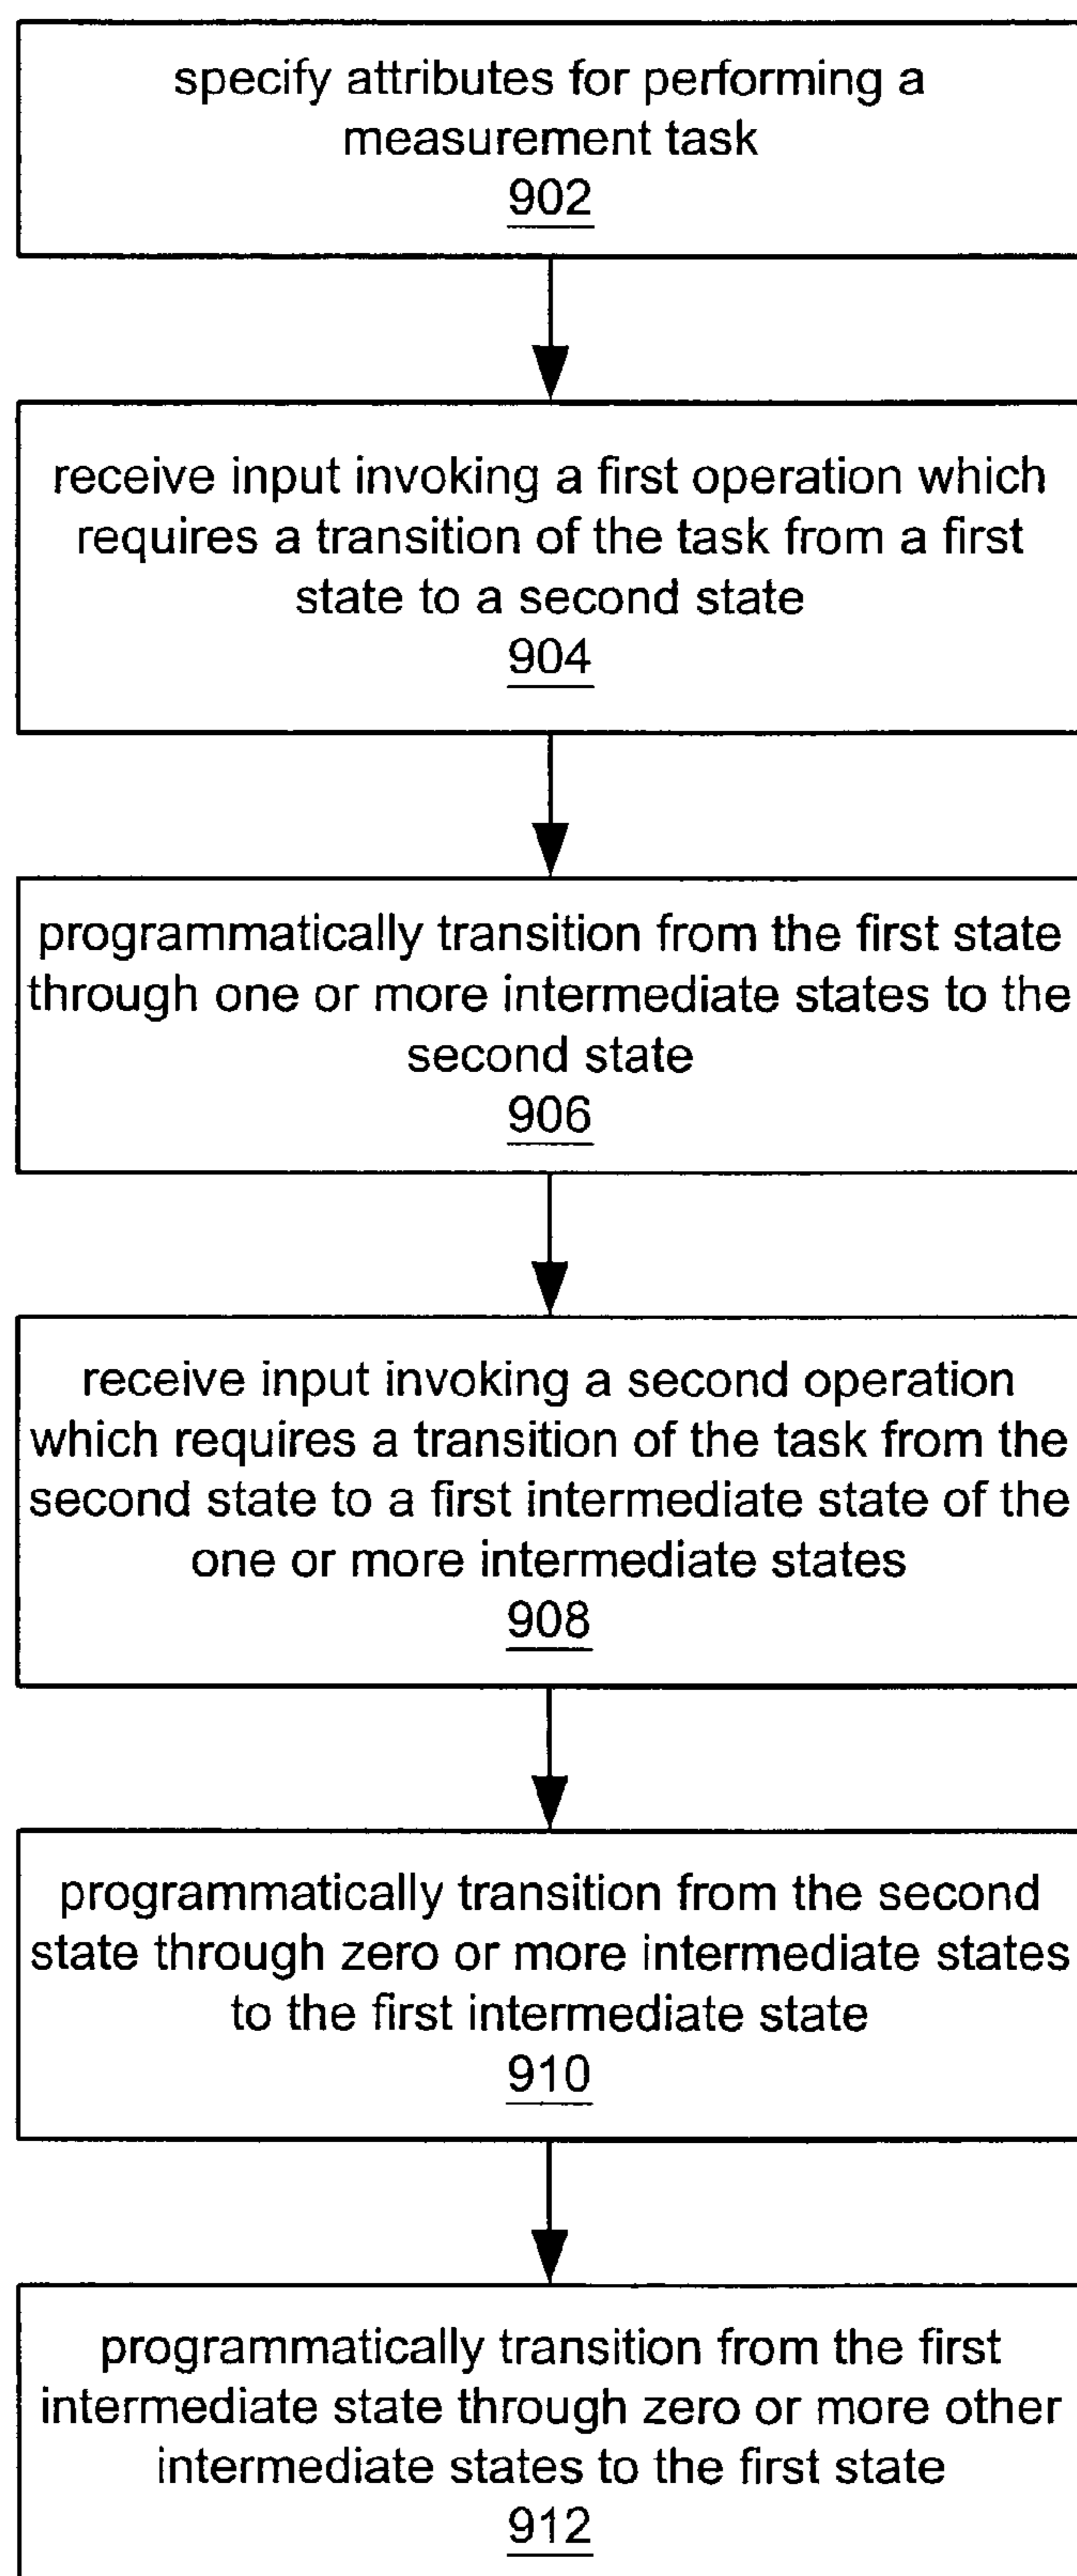 specify attributes for performing a
measurement task
902
receive input invoking a first operation which
requires a transition of the task from a first
state to a second state
904
programmatically transition from the first state
through one or more intermediate states to the
second state
906
receive input invoking a second operation
which requires a transition of the task from the
second state to a first intermediate state of the
one or more intermediate states
908
programmatically transition from the second
state through zero or more intermediate states
to the first intermediate state
910
programmatically transition from the first
intermediate state through zero or more other
intermediate states to the first state
912